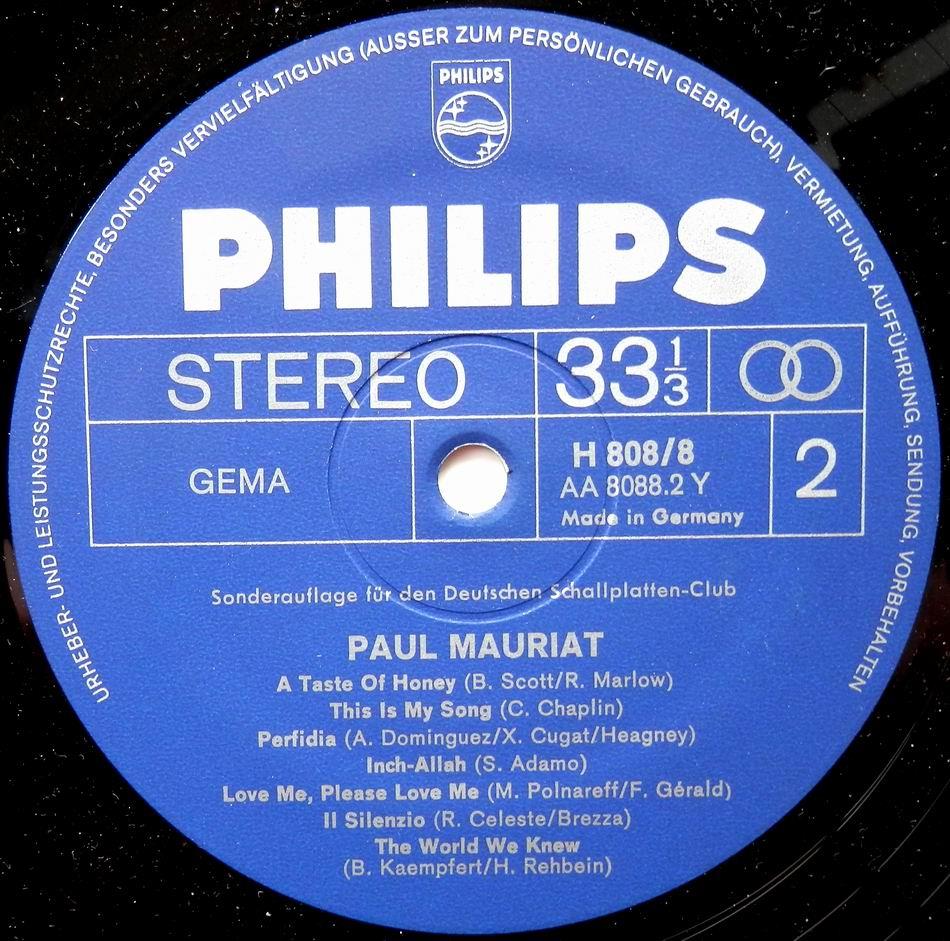 URHEBER- UND LEISTUNGSSCHUTZRECHTE, BESONDERS VERVIELFÄLTIGUNG (AUSSER ZUM PERSÖNLICHEN GEBRAUCH), VERMIETUNG, AUFFÜHRUNG, SENDUNG, VORBEHALTEN
PHILIPS
PHILIPS
STEREO 33 1/3
GEMA H 808/8 2
AA 8088.2 Y
Made in Germany
Sonderauflage für den Deutschen Schallplatten-Club
PAUL MAURIAT
A Taste Of Honey (B. Scott/R. Marlow)
This Is My Song (C. Chaplin)
Perfidia (A. Dominguez/X. Cugat/Heagney)
Inch-Allah (S. Adamo)
Love Me, Please Love Me (M. Polnareff/F. Gérald)
Il Silenzio (R. Celeste/Brezza)
The World We Knew
(B. Kaempfert/H. Rehbein)